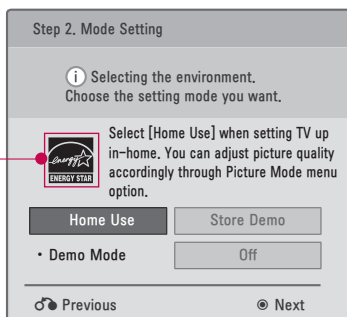 Step 2. Mode Setting
i Selecting the environment.
Choose the setting mode you want.
energy
ENERGY STAR
Select [Home Use] when setting TV up
in-home. You can adjust picture quality
accordingly through Picture Mode menu
option.
Home Use
Store Demo
• Demo Mode
Off
Previous
Next